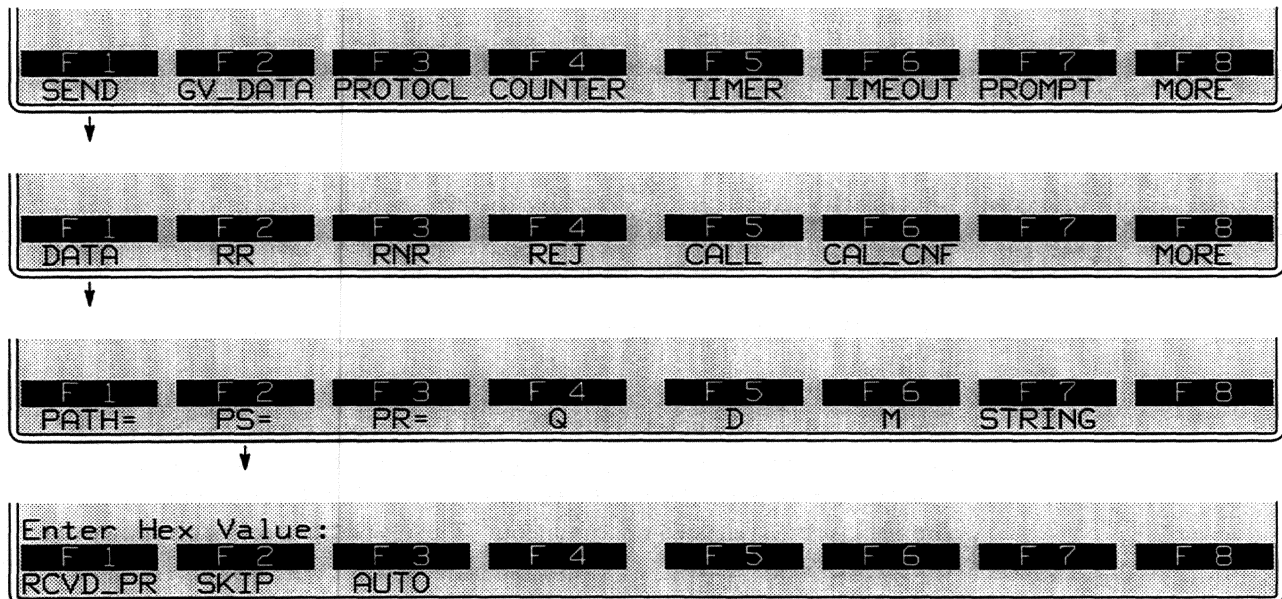 F 1 F 2 F 3 F 4 F 5 F 6 F 7 F 8
SEND GV_DATA PROTOCL COUNTER TIMER TIMEOUT PROMPT MORE
F 1 F 2 F 3 F 4 F 5 F 6 F 7 F 8
DATA RR RNR REJ CALL CAL_CNF MORE
F 1 F 2 F 3 F 4 F 5 F 6 F 7 F 8
PATH= PS= PR= Q D M STRING
Enter Hex Value:
F 1 F 2 F 3 F 4 F 5 F 6 F 7 F 8
RCVD_PR SKIP AUTO